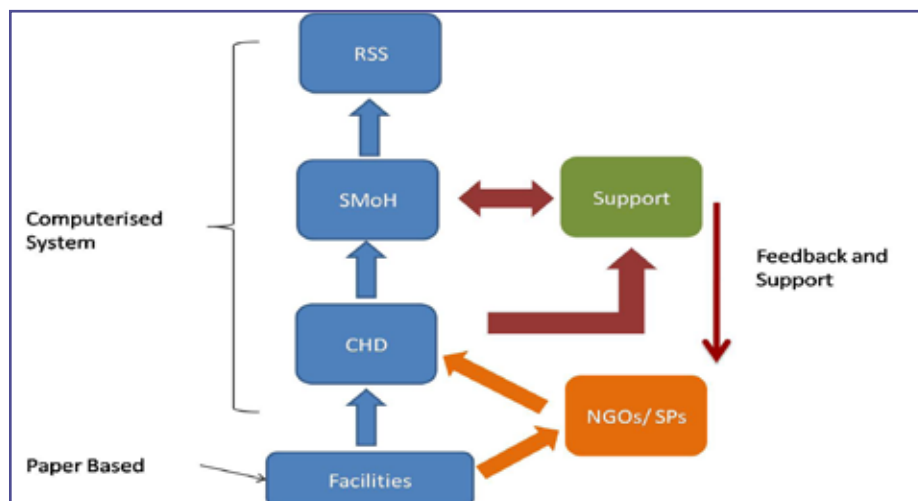 RSS
SMoH
Support
Computerised
System
Feedback and
Support
CHD
NGOs/ SPs
Paper Based
Facilities